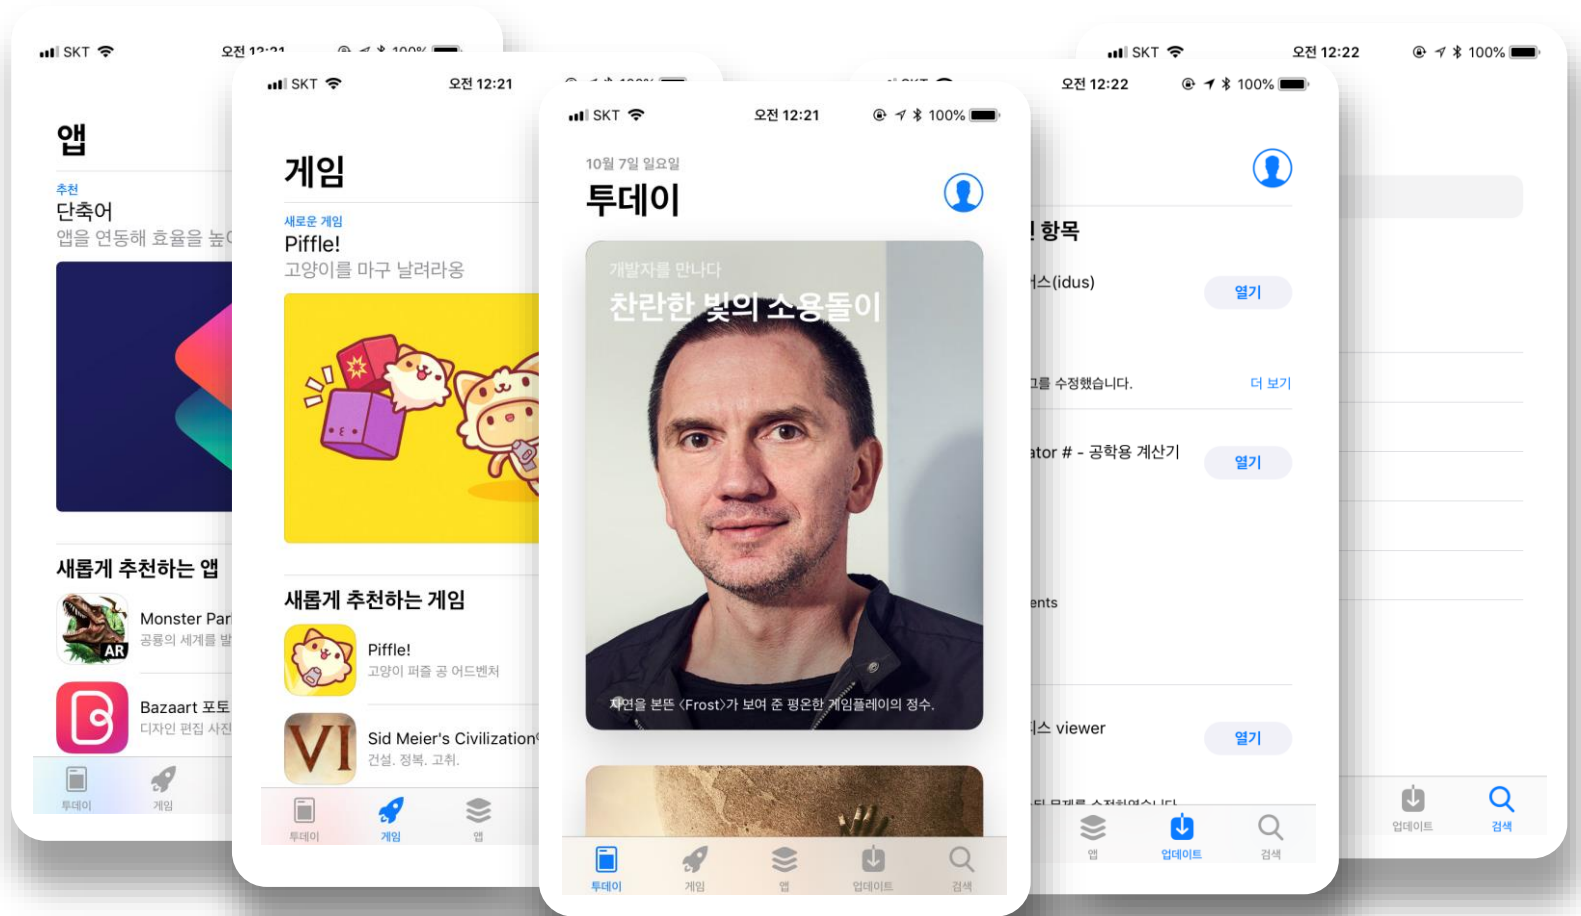 SKT
오전 12:21
100%
앱
추천
단축어
앱을 연동해 효율을
새롭게 추천하는 앱
Monster
공룡의 세계를
AR
Bazaart 포토
디자인 편집 사진
투데이
게임
SKT
오전 12:21
100%
게임
새로운 게임
Piffle!
고양이를 마구 날려라옹
새롭게 추천하는 게임
Piffle!
고양이 퍼즐 공 어드벤처
VI
Sid Meier's Civilization
건설. 정복. 고취.
투데이
게임
앱
SKT
오전 12:21
100%
10월 7일 일요일
투데이
개발자를 만나다
찬란한 빛의 소용돌이
자연을 본뜬 〈Frost〉가 보여 준 평온한 게임플레이의 정수.
투데이
게임
앱
업데이트
검색
오전 12:22
100%
항목
(idus)
열기
수정했습니다.
더 보기
# - 공학용 계산기
열기
viewer
열기
문제를 수정하였습니다.
앱
업데이트
검색
SKT
오전 12:22
100%
업데이트
검색